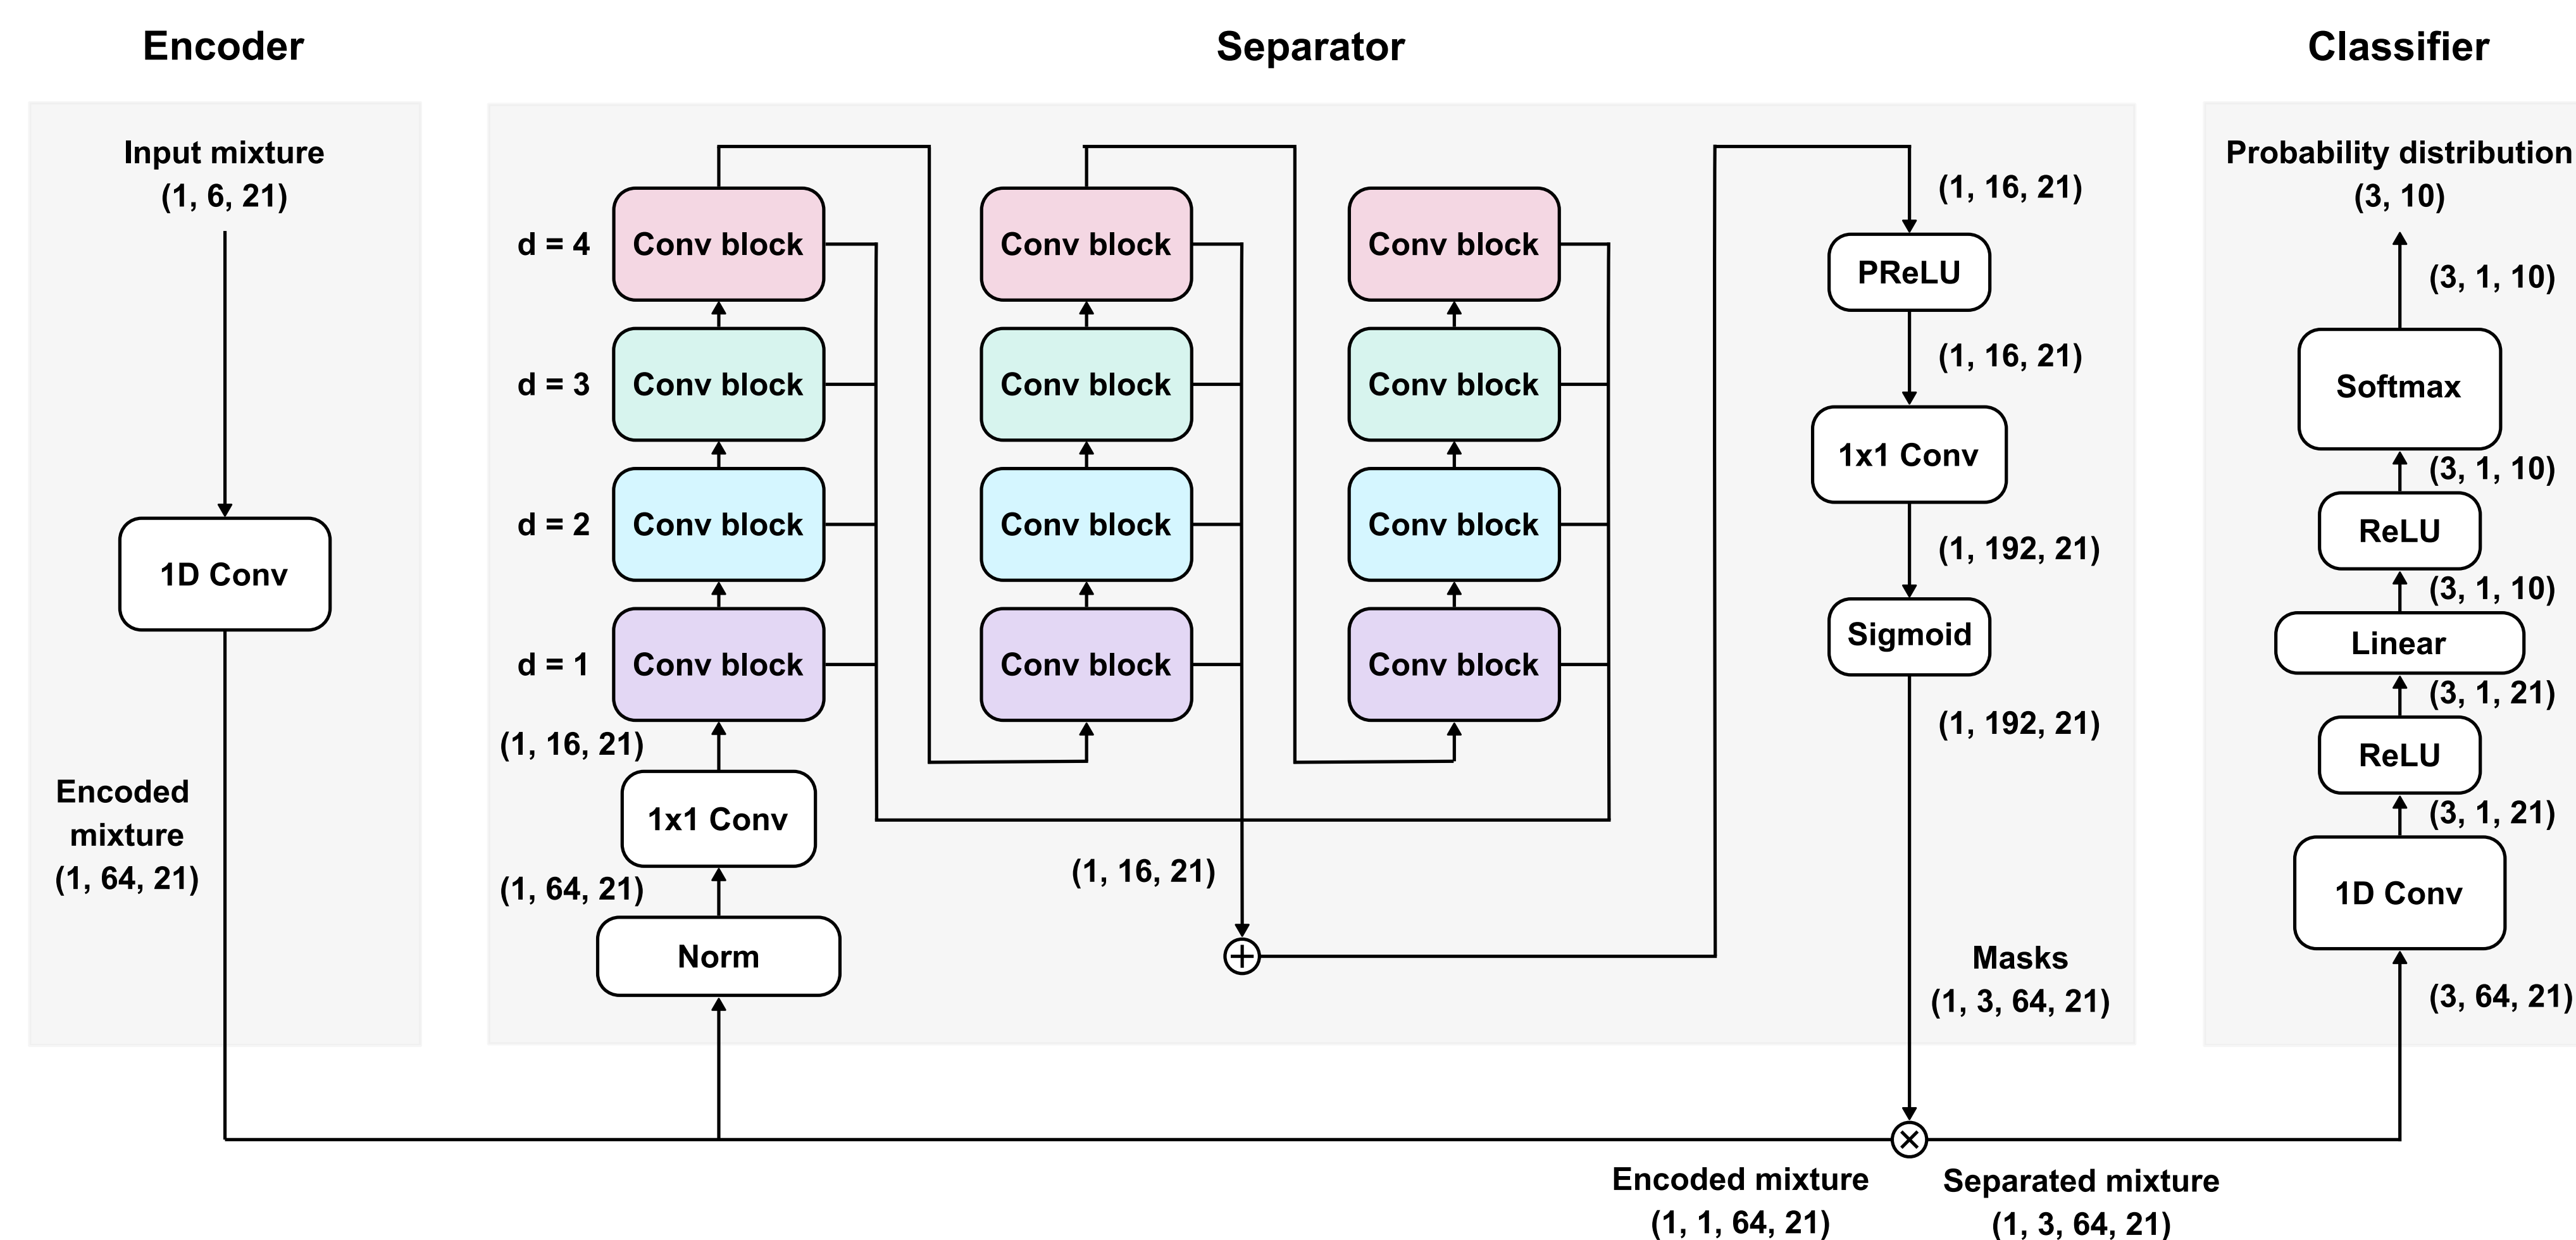 Encoder
Separator
Classifier
Input mixture
(1, 6, 21)
1D Conv
Encoded
mixture
(1, 64, 21)
d = 4
Conv block
Conv block
Conv block
d = 3
Conv block
Conv block
Conv block
d = 2
Conv block
Conv block
Conv block
d = 1
Conv block
Conv block
Conv block
(1, 16, 21)
1x1 Conv
(1, 64, 21)
Norm
(1, 16, 21)
(1, 16, 21)
PReLU
(1, 16, 21)
1x1 Conv
(1, 192, 21)
Sigmoid
(1, 192, 21)
Masks
(1, 3, 64, 21)
Encoded mixture
(1, 1, 64, 21)
Separated mixture
(1, 3, 64, 21)
Probability distribution
(3, 10)
(3, 1, 10)
Softmax
(3, 1, 10)
ReLU
(3, 1, 10)
Linear
(3, 1, 21)
ReLU
(3, 1, 21)
1D Conv
(3, 64, 21)